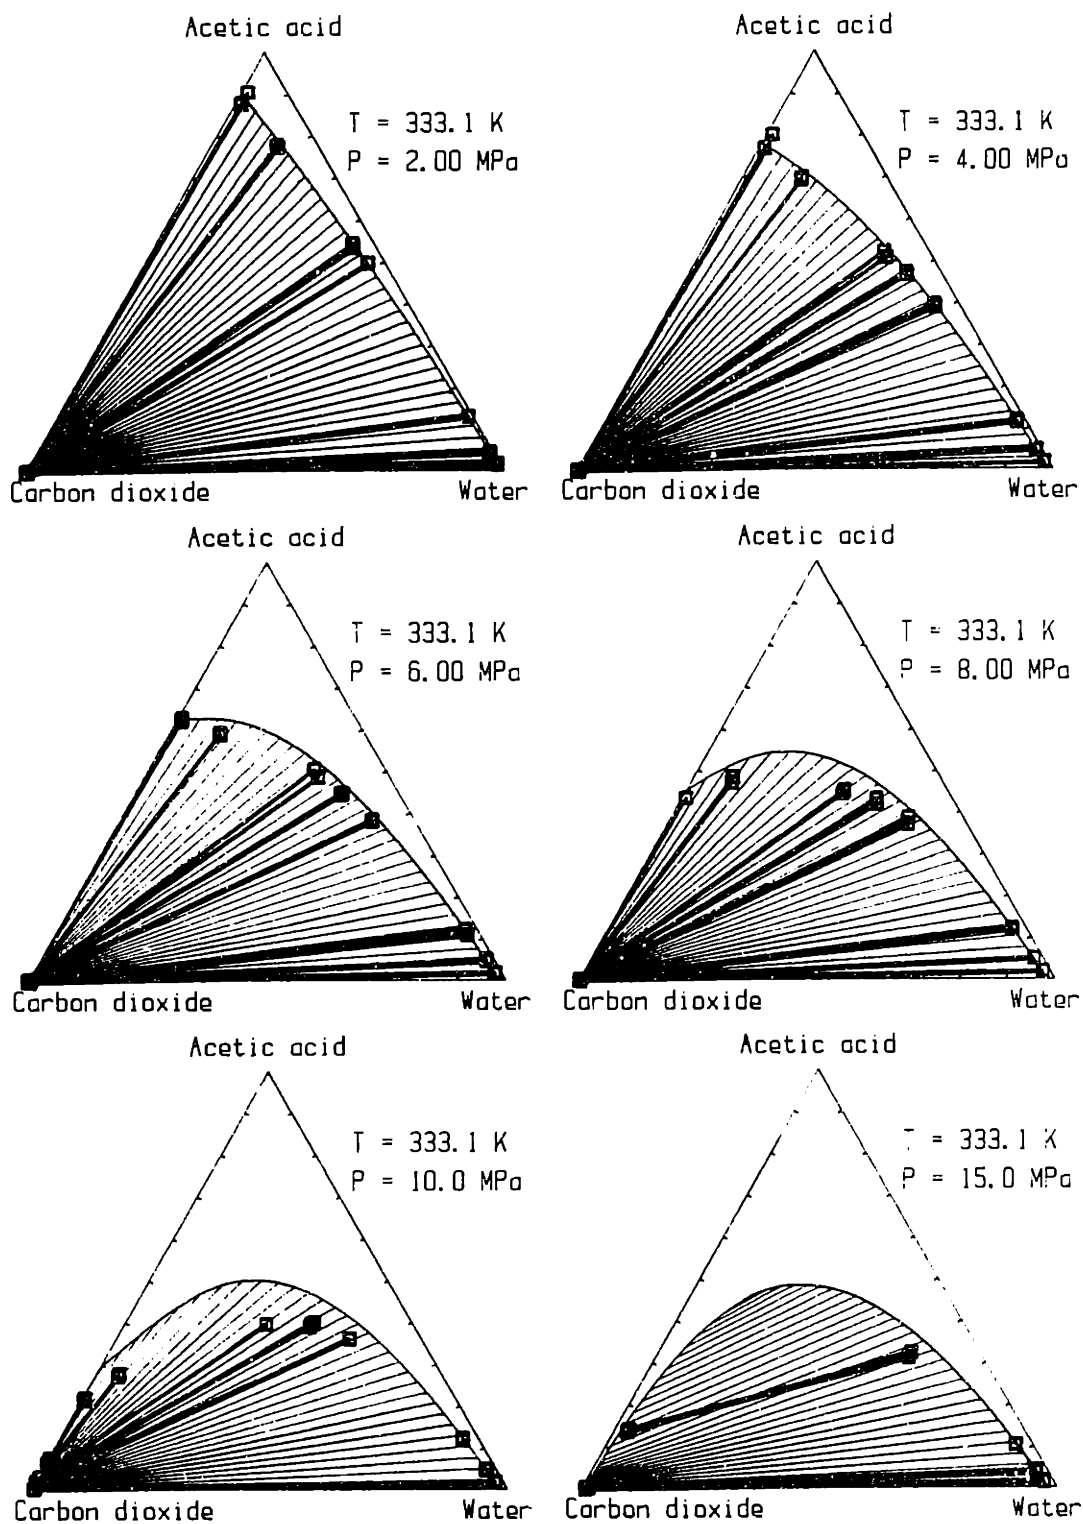 Acetic acid
T = 333.1 K
P = 2.00 MPa
Carbon dioxide Water
Acetic acid
T = 333.1 K
P = 4.00 MPa
Carbon dioxide Water
Acetic acid
T = 333.1 K
P = 6.00 MPa
Carbon dioxide Water
Acetic acid
T = 333.1 K
P = 8.00 MPa
Carbon dioxide Water
Acetic acid
T = 333.1 K
P = 10.0 MPa
Carbon dioxide Water
Acetic acid
T = 333.1 K
P = 15.0 MPa
Carbon dioxide Water